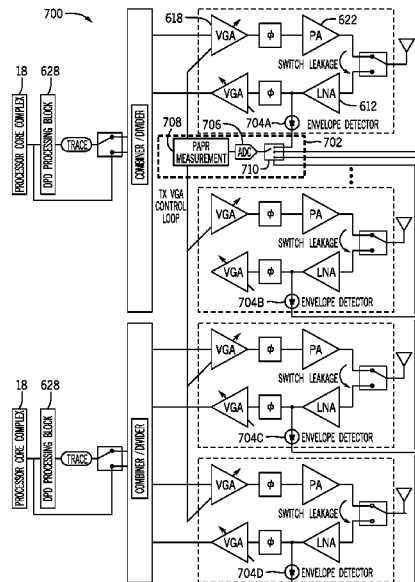 700
618
622
VGA
ϕ
PA
SWITCH LEAKAGE
18
628
VGA
ϕ
LNA
612
704A
ENVELOPE DETECTOR
PROCESSOR CORE COMPLEX
DPD PROCESSING BLOCK
TRACE
COMBINER/DIVIDER
708
706
702
PAPR MEASUREMENT
ADC
710
TX VGA CONTROL LOOP
VGA
ϕ
PA
SWITCH LEAKAGE
VGA
ϕ
LNA
704B
ENVELOPE DETECTOR
18
628
VGA
ϕ
PA
SWITCH LEAKAGE
VGA
ϕ
LNA
704C
ENVELOPE DETECTOR
PROCESSOR CORE COMPLEX
DPD PROCESSING BLOCK
TRACE
COMBINER /DIVIDER
VGA
ϕ
PA
SWITCH LEAKAGE
VGA
ϕ
LNA
704D
ENVELOPE DETECTOR